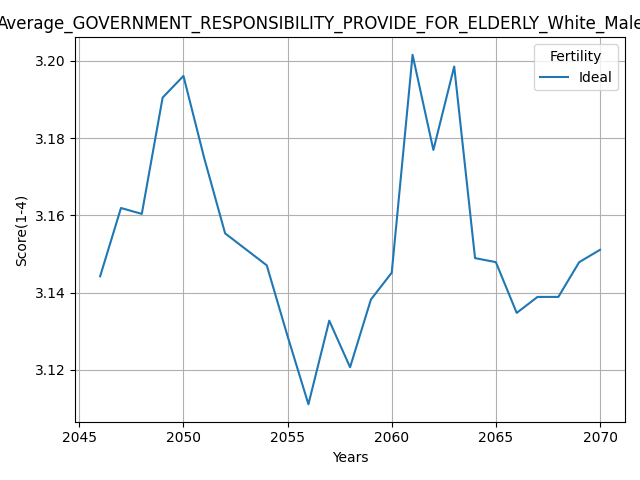 Average_GOVERNMENT_RESPONSIBILITY_PROVIDE_FOR_ELDERLY_White_Male
Fertility
Ideal
3.20
3.18
3.16
3.14
3.12
Score(1-4)
2045 2050 2055 2060 2065 2070
Years